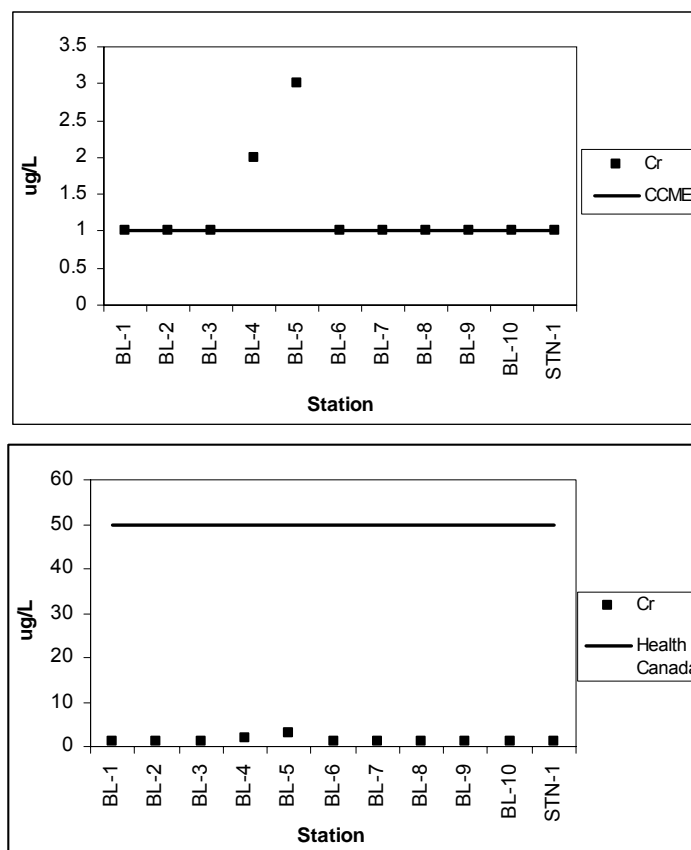 3.5
3
2.5
2
1.5
1
0.5
0
ug/L
BL-1
BL-2
BL-3
BL-4
BL-5
BL-6
BL-7
BL-8
BL-9
BL-10
STN-1
Station
Cr
CCME
60
50
40
30
20
10
0
ug/L
BL-1
BL-2
BL-3
BL-4
BL-5
BL-6
BL-7
BL-8
BL-9
BL-10
STN-1
Station
Cr
Health
Canada